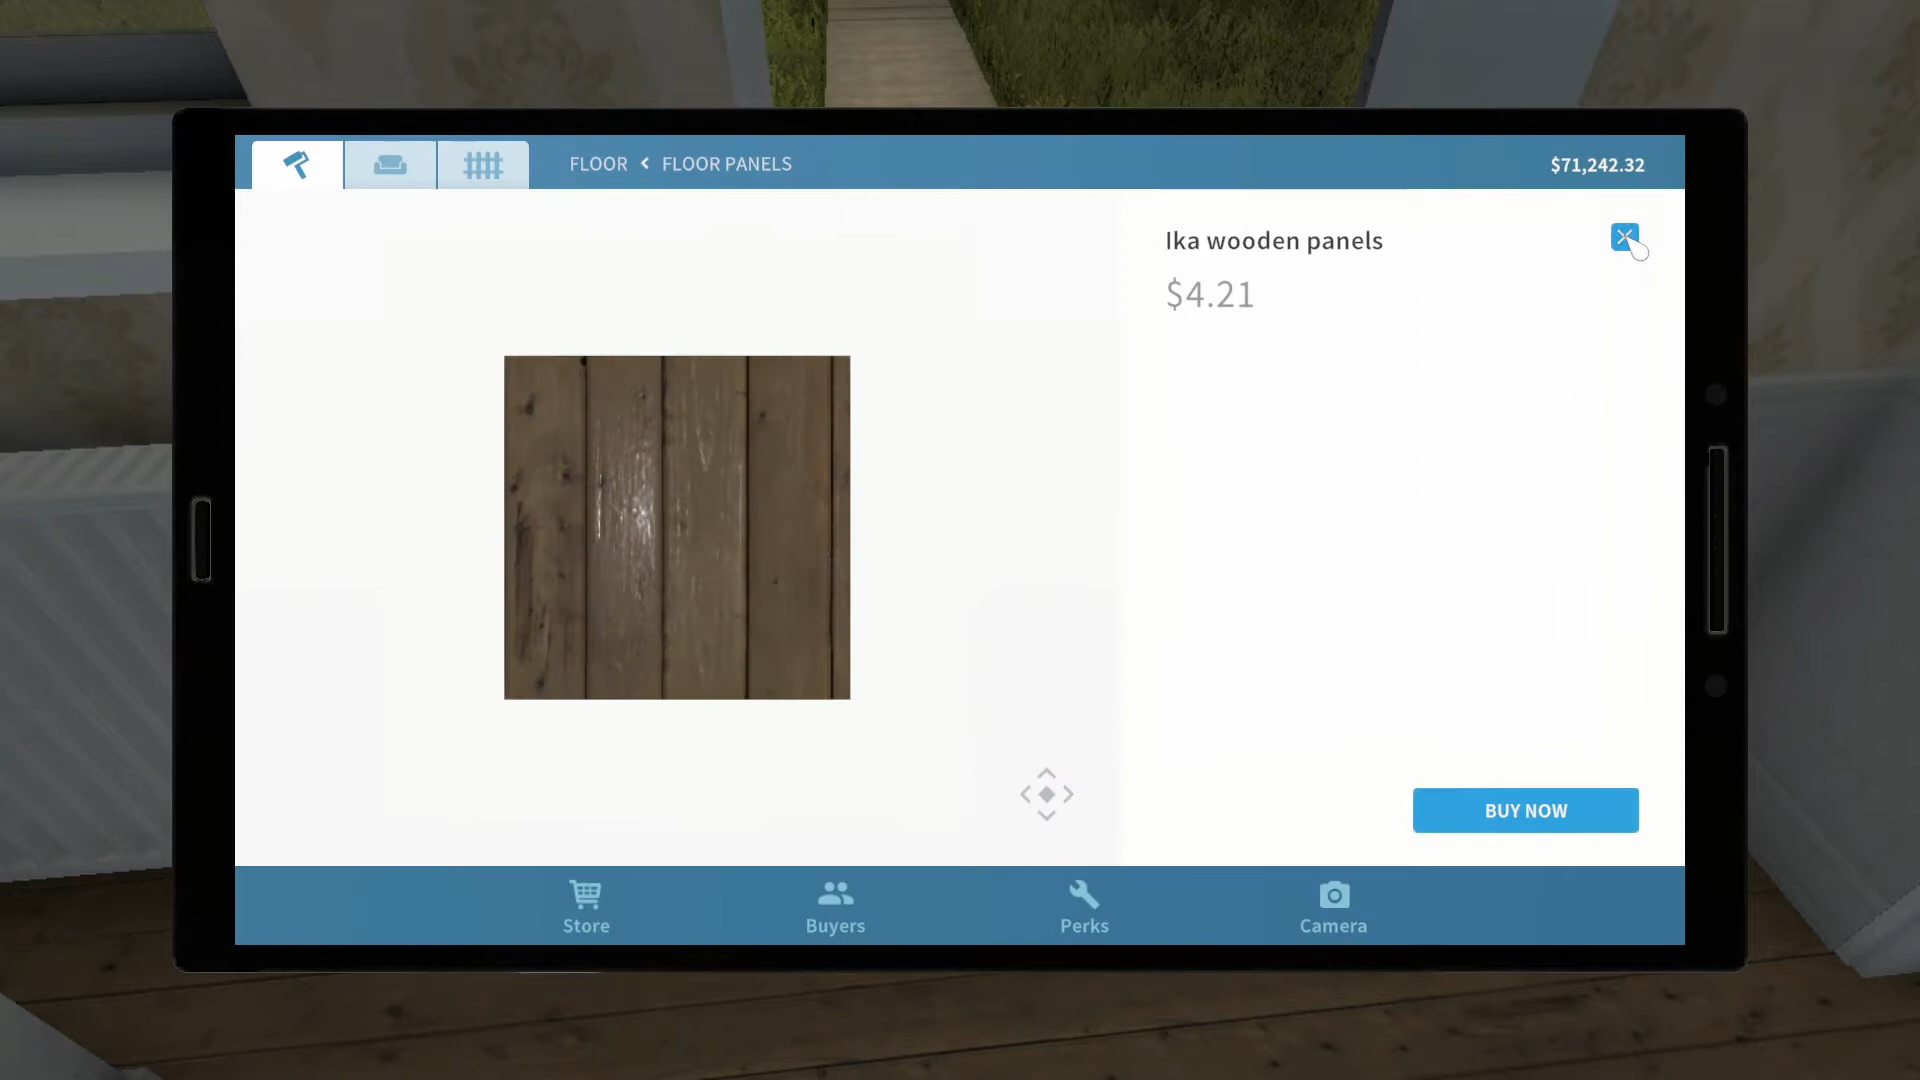 FLOOR < FLOOR PANELS
$71,242.32
Ika wooden panels
$4.21
BUY NOW
Store
Buyers
Perks
Camera